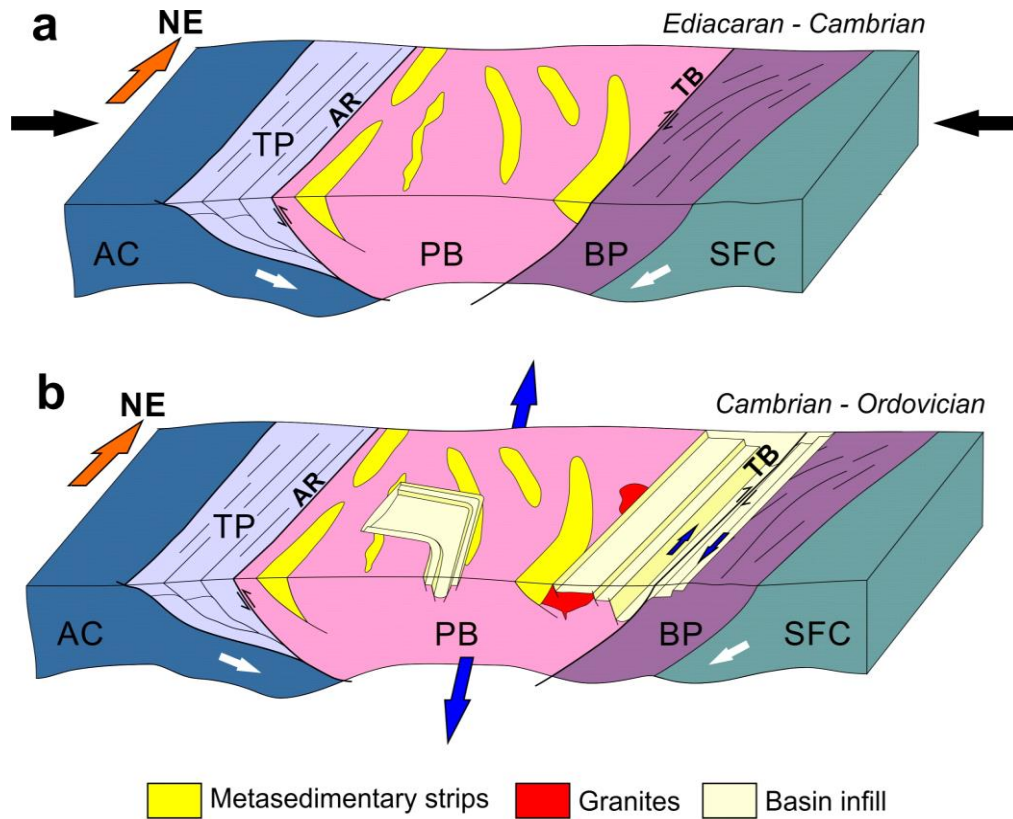 a
NE
Ediacaran - Cambrian
TP
AR
TB
AC
PB
BP
SFC
b
NE
Cambrian - Ordovician
TP
AR
TB
AC
PB
BP
SFC
Metasedimentary strips
Granites
Basin infill